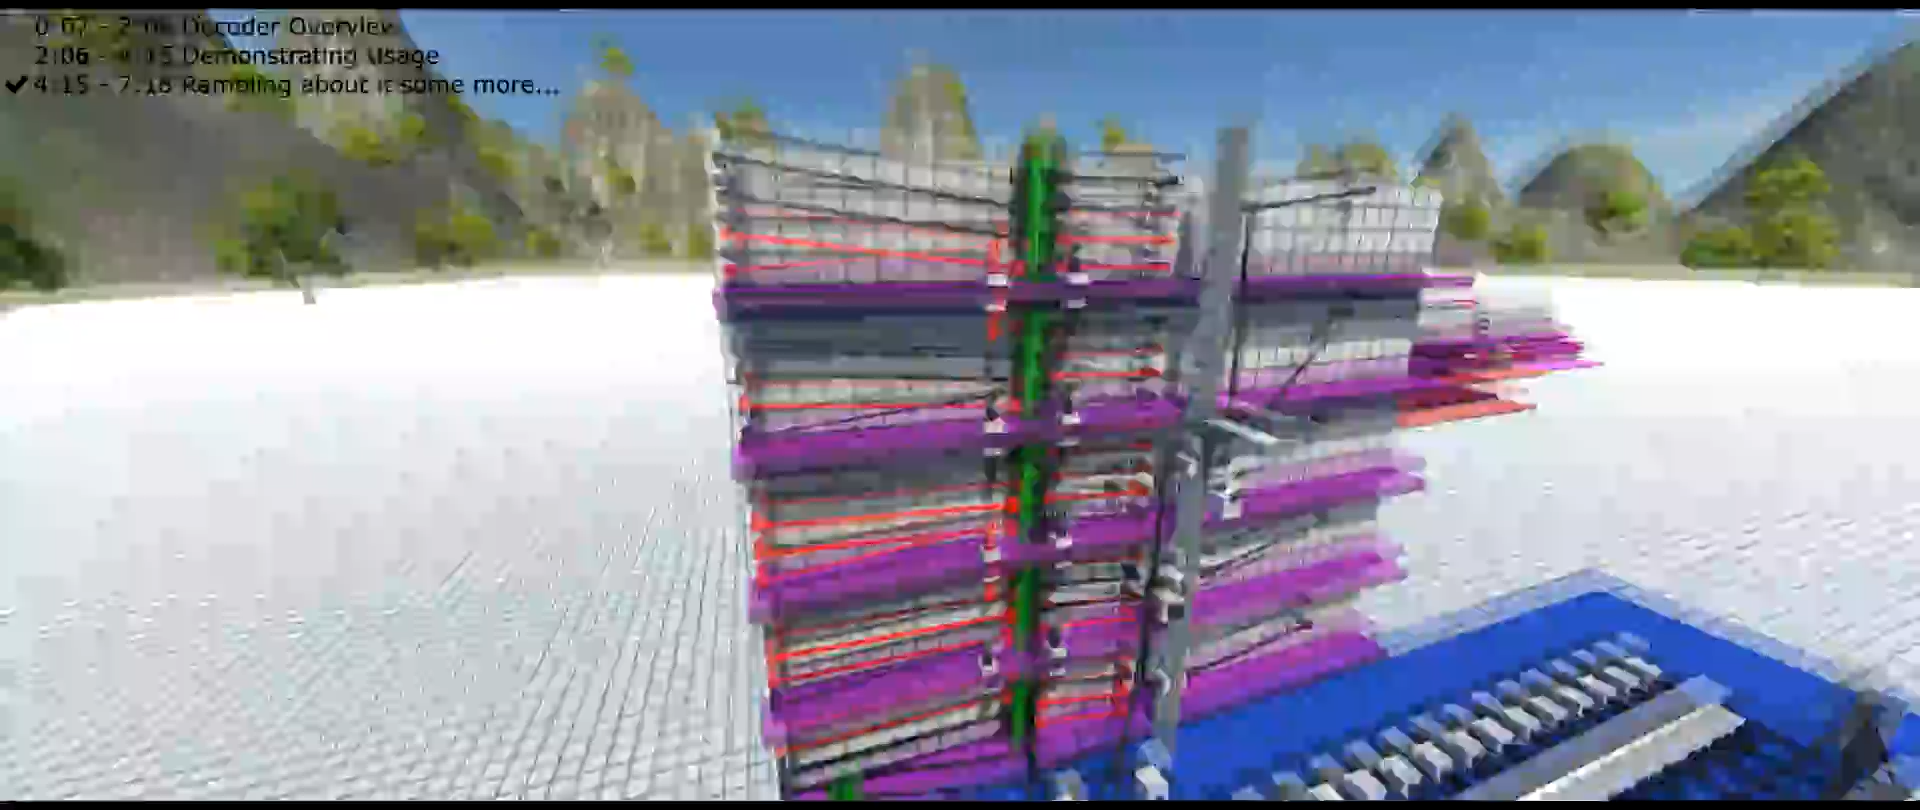 0:07 - 2:06 Decoder Overview
2:06 - 4:15 Demonstrating Usage
✔4:15 - 7:18 Rambling about it some more...